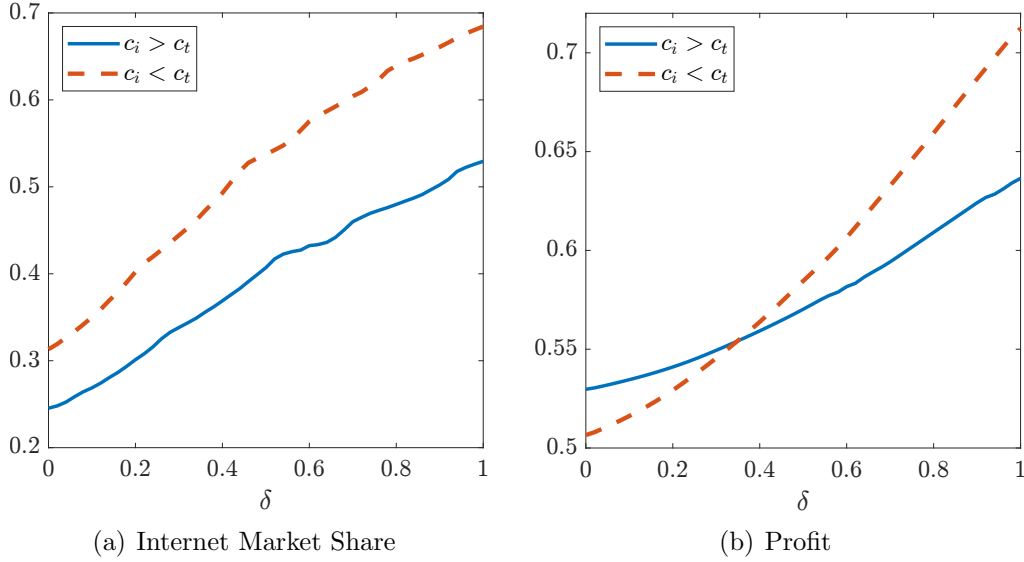 0.7
0.6
0.5
0.4
0.3
0.2
0
0.2
0.4
0.6
0.8
1
δ
c_i > c_t
c_i < c_t
(a) Internet Market Share
0.7
0.65
0.6
0.55
0.5
0
0.2
0.4
0.6
0.8
1
δ
c_i > c_t
c_i < c_t
(b) Profit